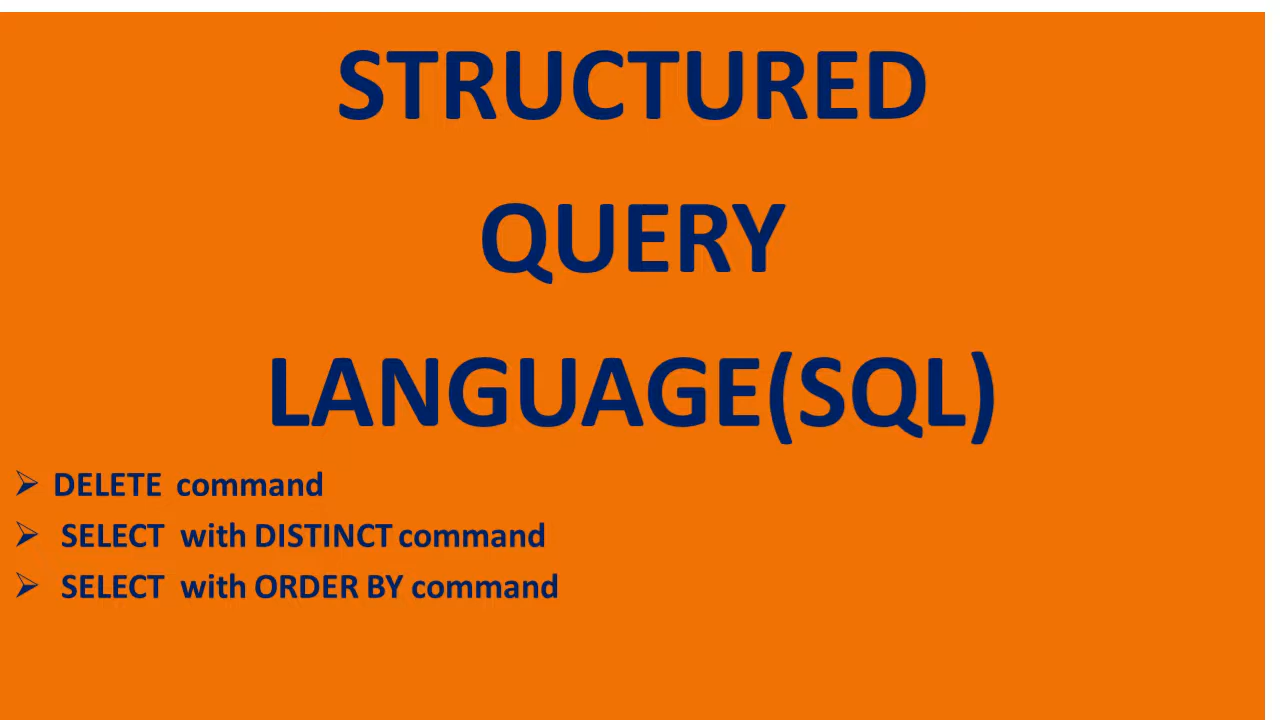 STRUCTURED
QUERY
LANGUAGE(SQL)
➢ DELETE command
➢ SELECT with DISTINCT command
➢ SELECT with ORDER BY command